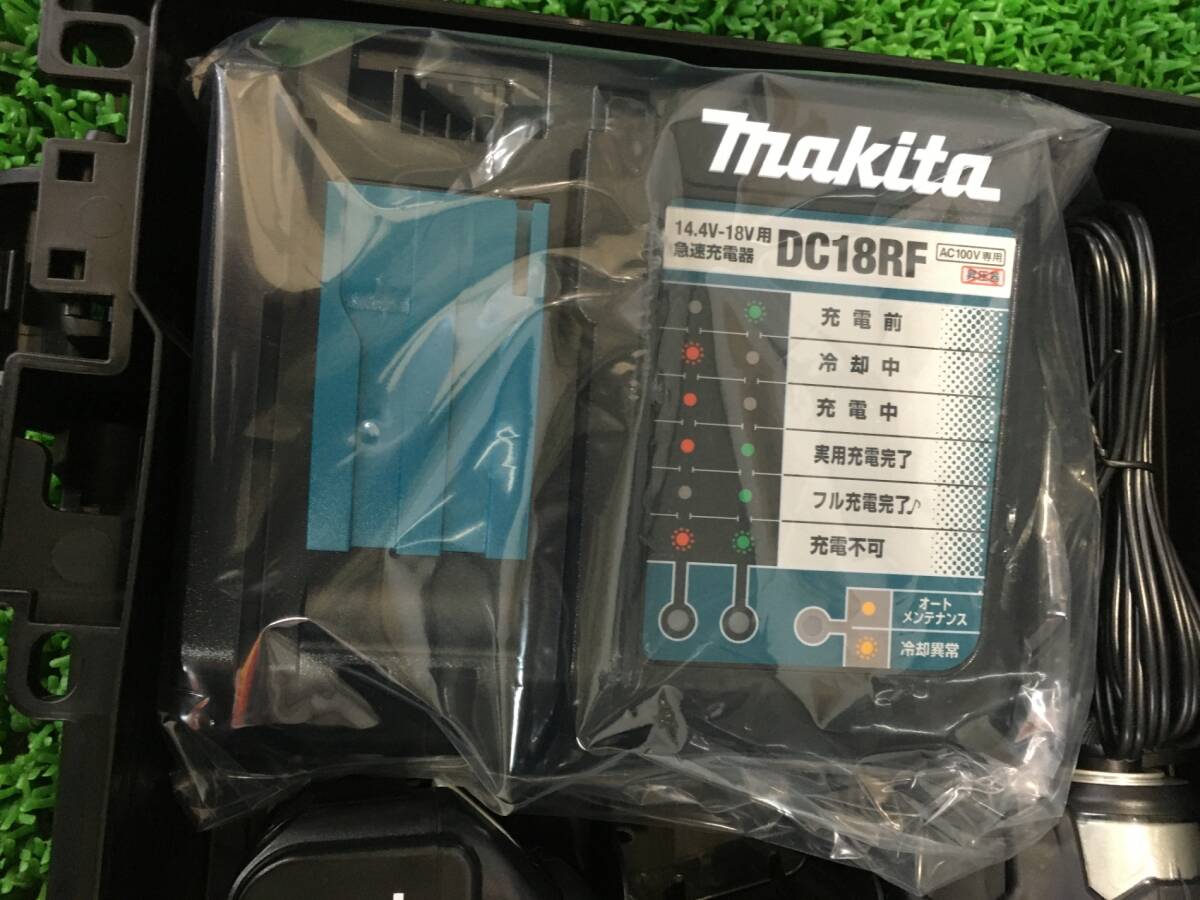 makita
14.4V-18V用
急速充電器
DC18RF
AC100V専用
昇圧器
充電前
冷却中
充電中
実用充電完了
フル充電完了♪
充電不可
オート
メンテナンス
冷却異常